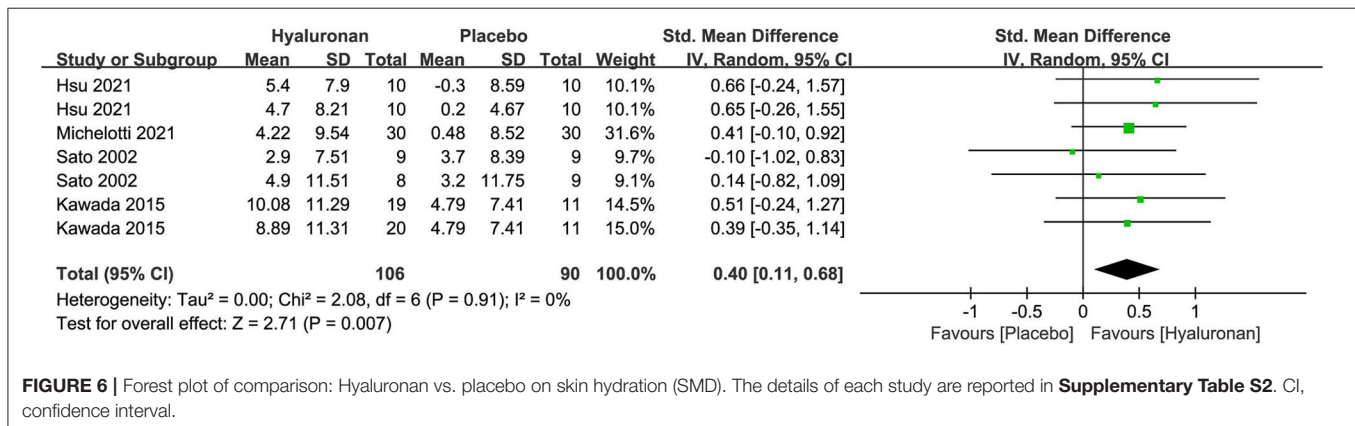 Hyaluronan Placebo Std. Mean Difference Std. Mean Difference
Study or Subgroup Mean SD Total Mean SD Total Weight IV, Random, 95% CI IV, Random, 95% CI
Hsu 2021 5.4 7.9 10 -0.3 8.59 10 10.1% 0.66 [-0.24, 1.57]
Hsu 2021 4.7 8.21 10 0.2 4.67 10 10.1% 0.65 [-0.26, 1.55]
Michelotti 2021 4.22 9.54 30 0.48 8.52 30 31.6% 0.41 [-0.10, 0.92]
Sato 2002 2.9 7.51 9 3.7 8.39 9 9.7% -0.10 [-1.02, 0.83]
Sato 2002 4.9 11.51 8 3.2 11.75 9 9.1% 0.14 [-0.82, 1.09]
Kawada 2015 10.08 11.29 19 4.79 7.41 11 14.5% 0.51 [-0.24, 1.27]
Kawada 2015 8.89 11.31 20 4.79 7.41 11 15.0% 0.39 [-0.35, 1.14]
Total (95% CI) 106 90 100.0% 0.40 [0.11, 0.68]
Heterogeneity: Tau² = 0.00; Chi² = 2.08, df = 6 (P = 0.91); I² = 0%
Test for overall effect: Z = 2.71 (P = 0.007)
-1 -0.5 0 0.5 1
Favours [Placebo] Favours [Hyaluronan]
FIGURE 6 | Forest plot of comparison: Hyaluronan vs. placebo on skin hydration (SMD). The details of each study are reported in Supplementary Table S2. CI,
confidence interval.